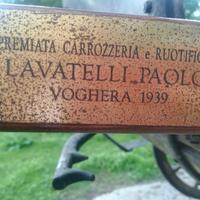 PREMIATA CARROZZERIA e RUOTIFIC
LAVATELLI PAOLO
VOGHERA 1939